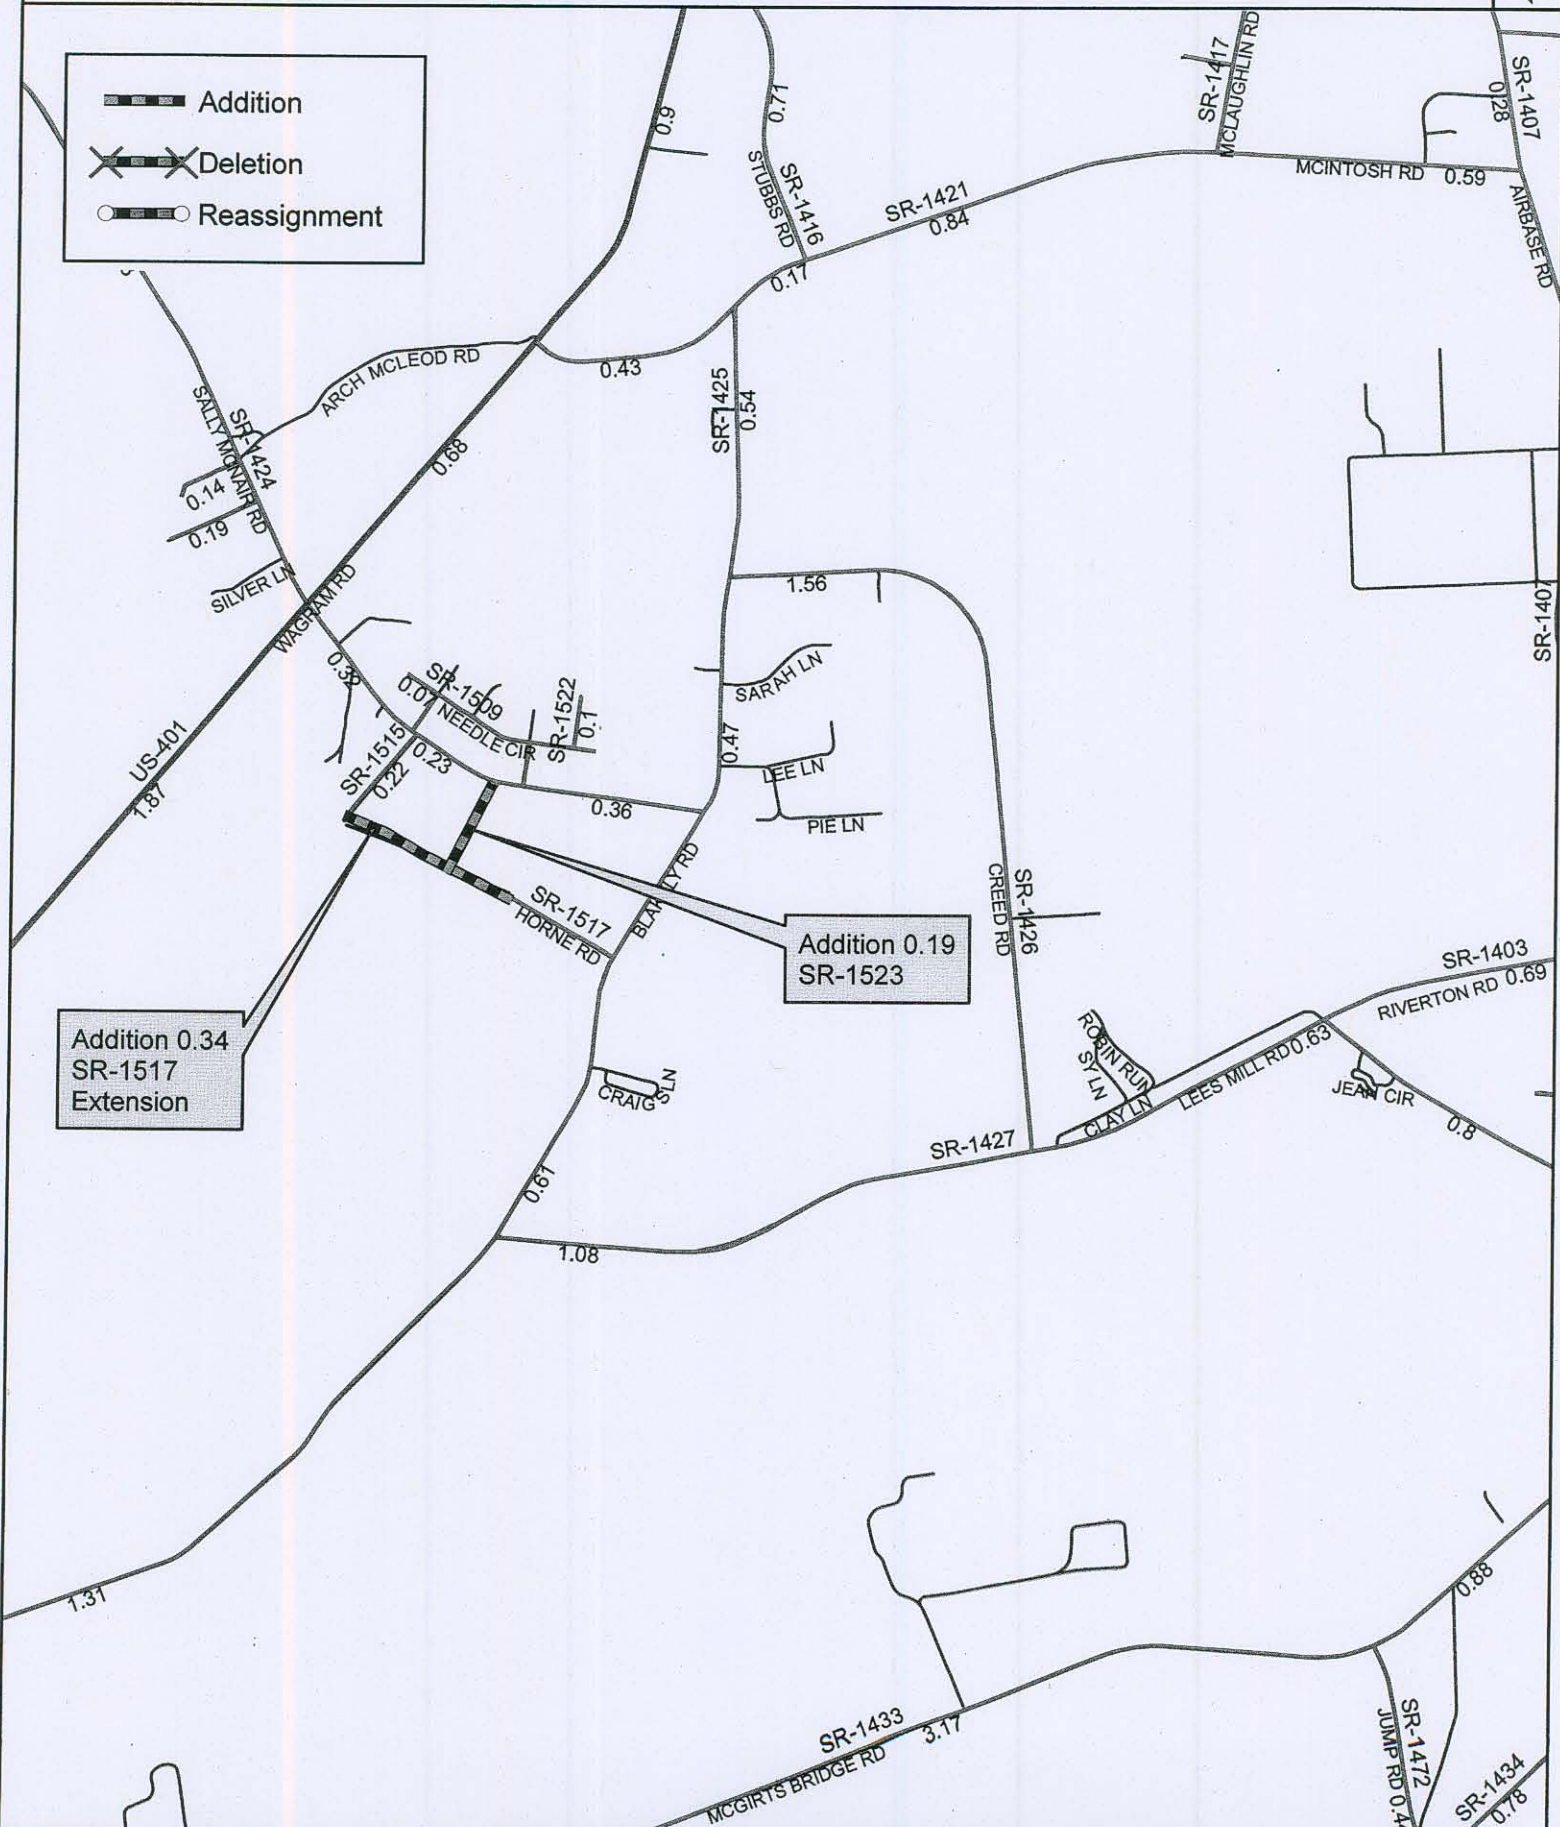 Addition
Deletion
Reassignment
0.9
0.71
STUBBS RD
SR-1416
SR-1417
MCLAUGHLIN RD
SR-1407
0.28
MCINTOSH RD 0.59
AIRBASE RD
SR-1421
0.84
0.17
0.43
ARCH MCLEOD RD
SALLY MCNAIR RD
SR-1424
0.14
0.19
SILVER LN
0.68
WAGRAM RD
SR-1425
0.54
1.56
SR-1407
SARAH LN
0.32
0.07
SR-1509
NEEDLE CIR
SR-1522
0.1
0.47
LEE LN
PIE LN
US-401
1.87
SR-1515
0.22
0.23
0.36
SR-1517
HORNE RD
CREED RD
SR-1426
Addition 0.19
SR-1523
Addition 0.34
SR-1517
Extension
SR-1403
RIVERTON RD 0.69
ROBIN RUN
SY LN
CLAY LN
LEES MILL RD 0.63
JEAN CIR
0.8
CRAIG S LN
SR-1427
0.61
1.08
1.31
0.88
SR-1433
3.17
MCGIRTS BRIDGE RD
SR-1472
JUMP RD
SR-1434
0.78